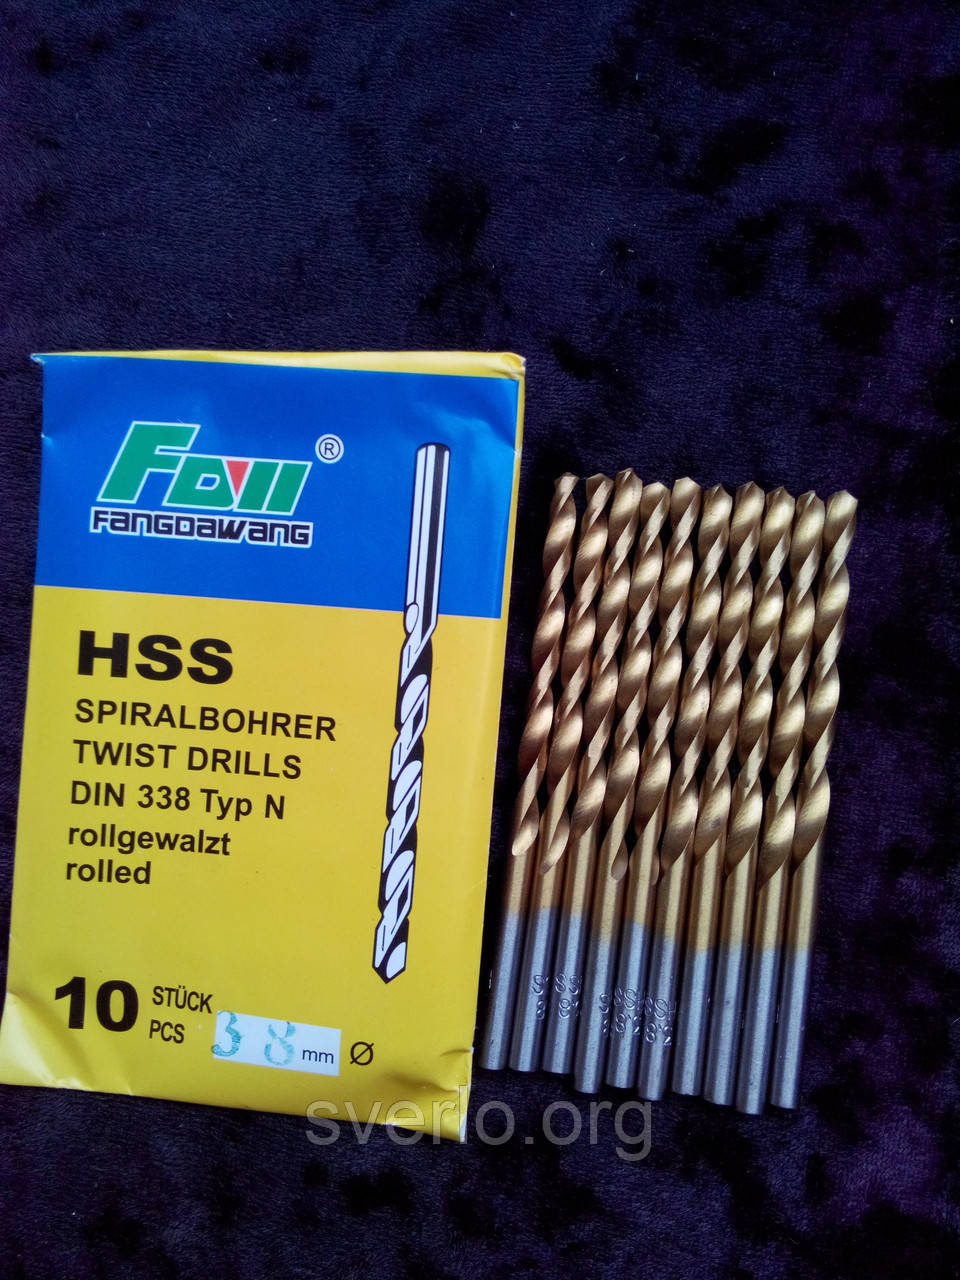 FDW ®
FANGDAWANG
HSS
SPIRALBOHRER
TWIST DRILLS
DIN 338 Typ N
rollgewalzt
rolled
10 STÜCK
PCS
3 8 mm Ø
sverlo.org